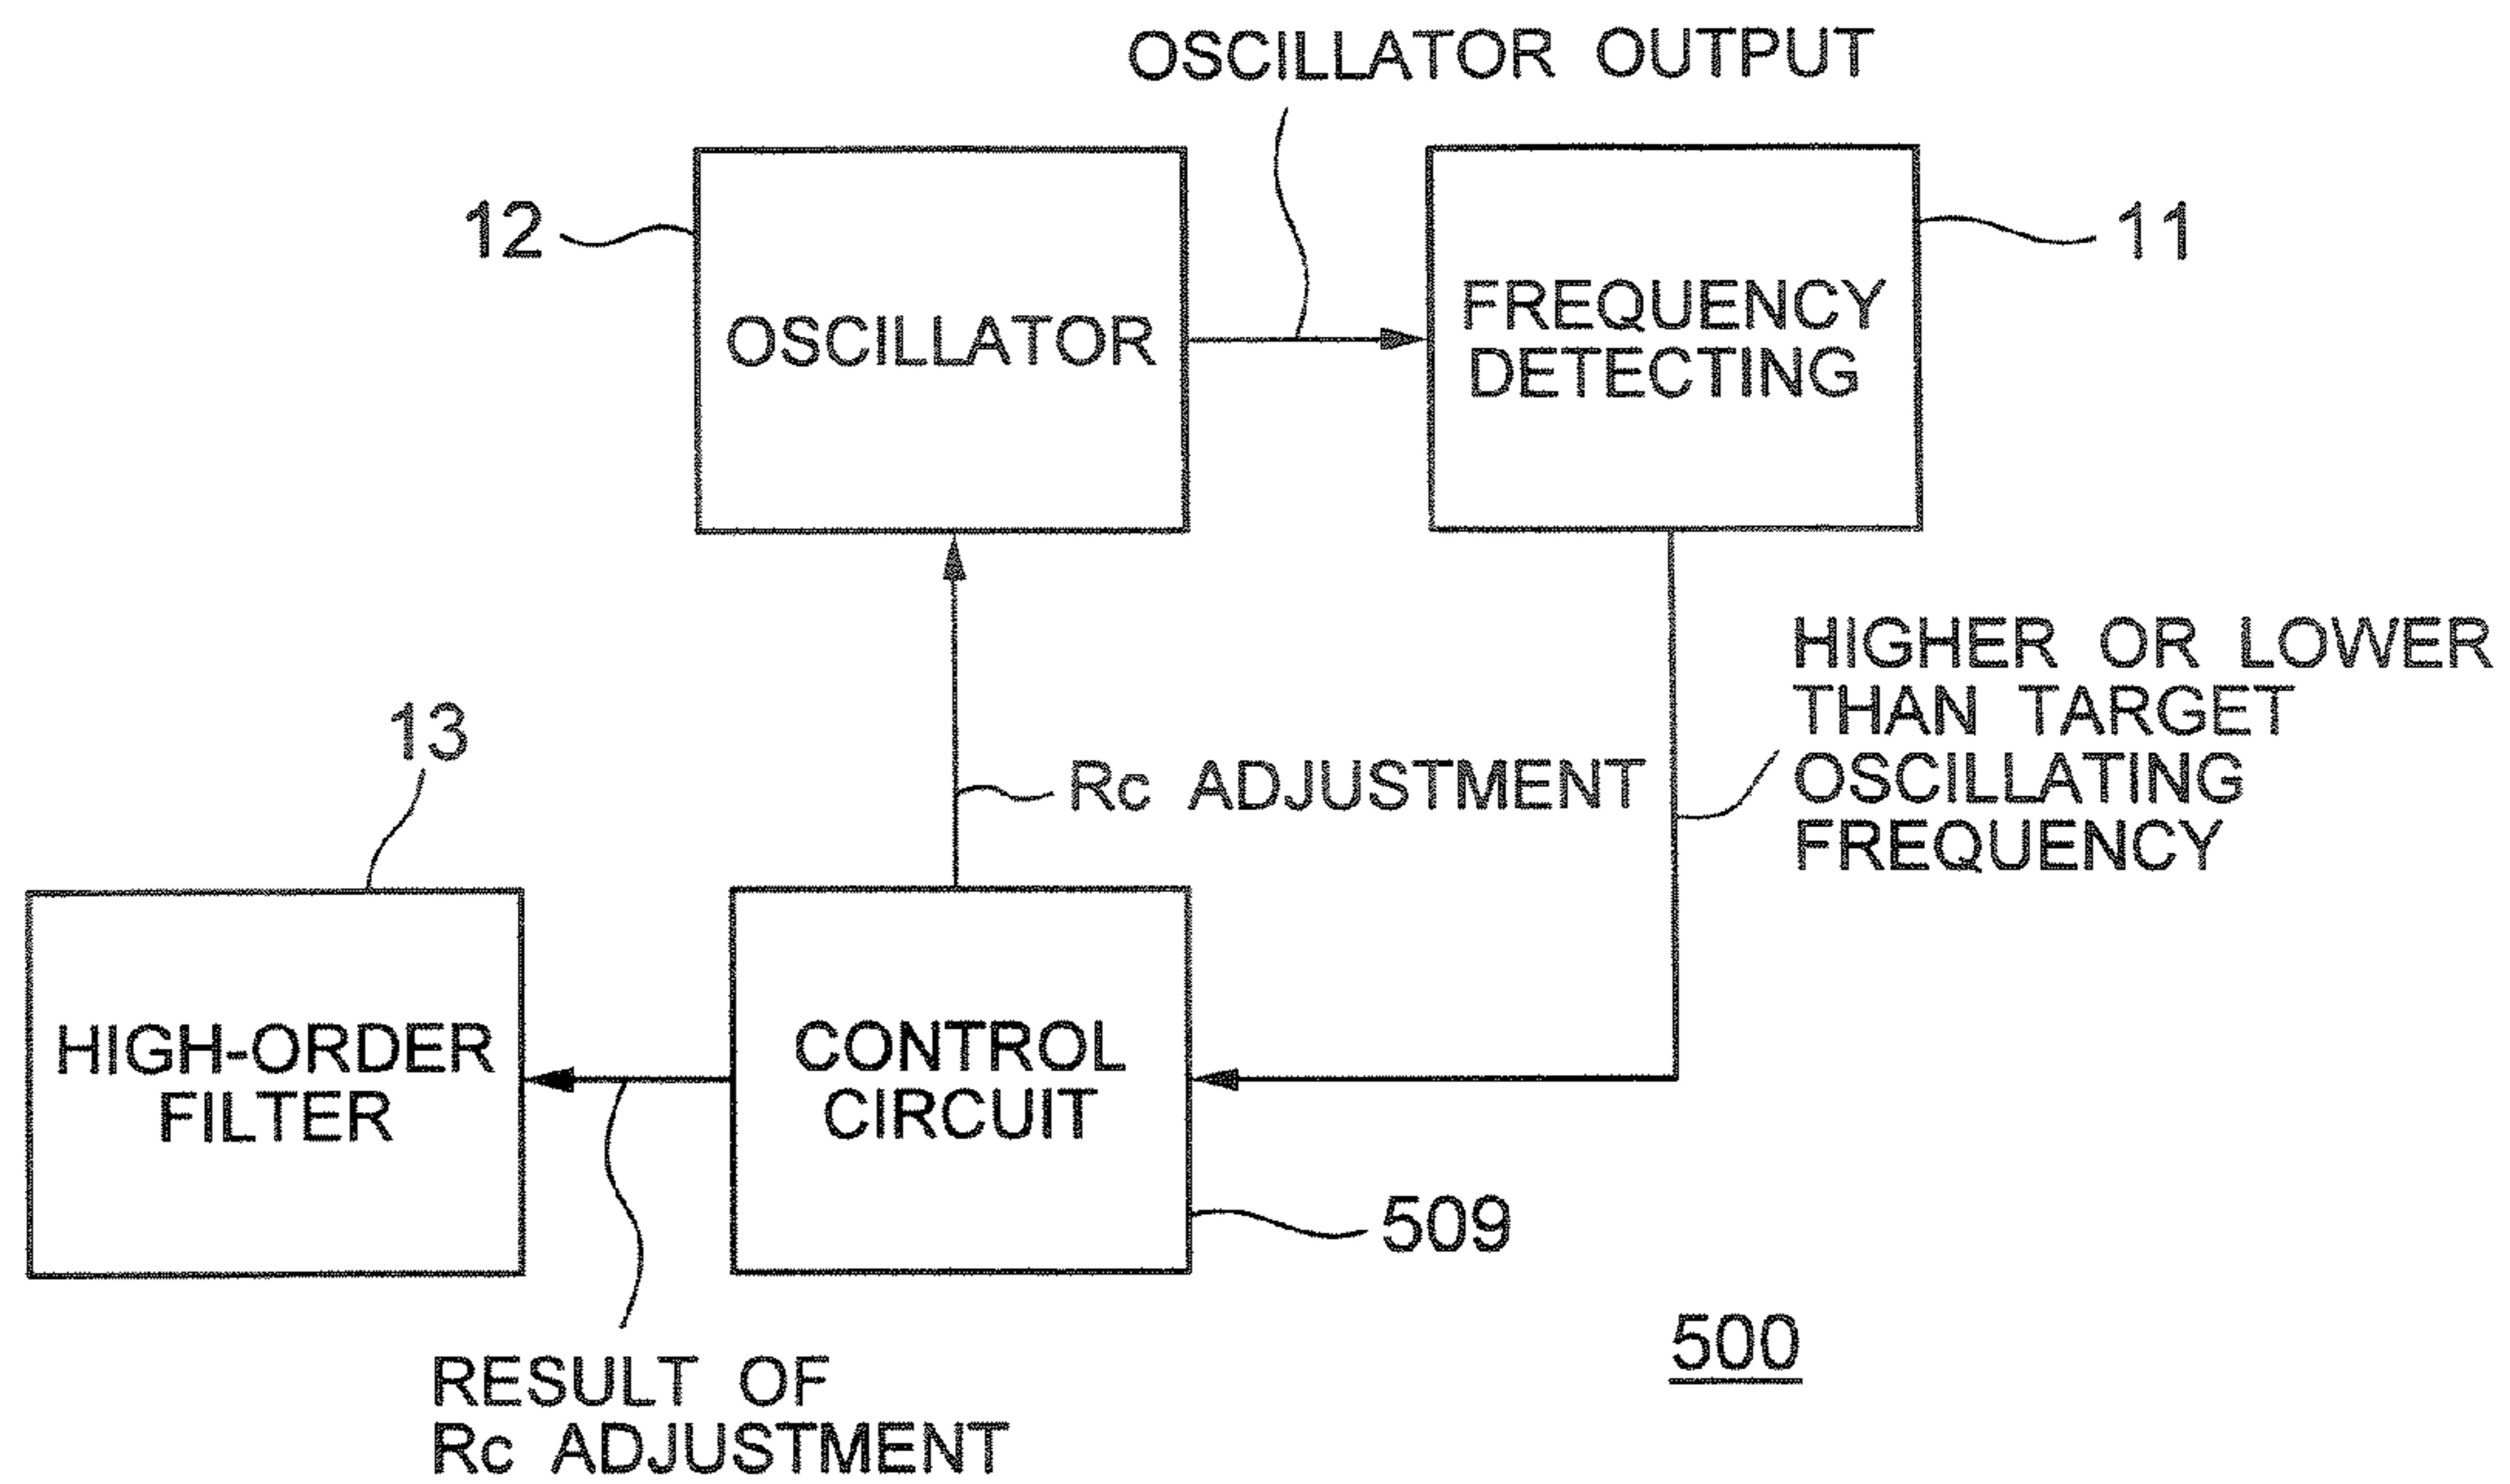 OSCILLATOR OUTPUT
12
OSCILLATOR
FREQUENCY
DETECTING
11
HIGHER OR LOWER
THAN TARGET
OSCILLATING
FREQUENCY
13
Rc ADJUSTMENT
HIGH-ORDER
FILTER
CONTROL
CIRCUIT
509
500
RESULT OF
Rc ADJUSTMENT